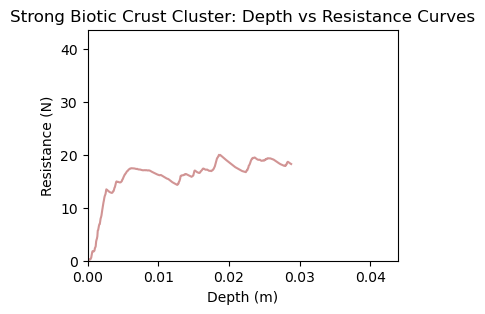 Strong Biotic Crust Cluster: Depth vs Resistance Curves
Resistance (N)
40
30
20
10
0
0.00 0.01 0.02 0.03 0.04
Depth (m)